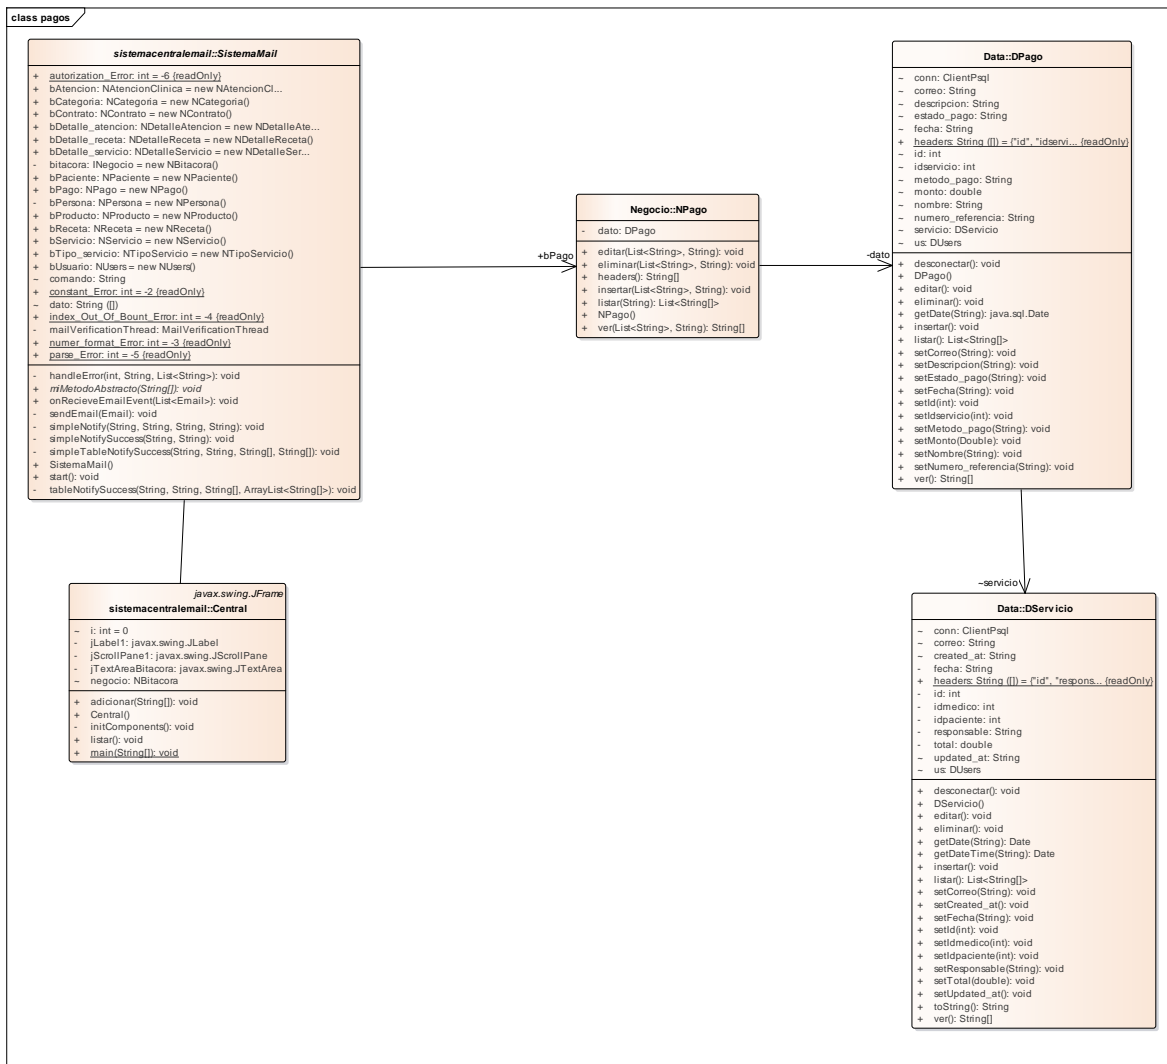 class pagos
sistemacentralemail::SistemaMail
+ autorization_Error: int = -6 {readOnly}
+ bAtencion: NAtencionClinica = new NAtencionCl...
+ bCategoria: NCategoria = new NCategoria()
+ bContrato: NContrato = new NContrato()
+ bDetalle_atencion: NDetalleAtencion = new NDetalleAte...
+ bDetalle_receta: NDetalleReceta = new NDetalleReceta()
+ bDetalle_servicio: NDetalleServicio = new NDetalleSer...
- bitacora: INegocio = new NBitacora()
+ bPaciente: NPaciente = new NPaciente()
+ bPago: NPago = new NPago()
- bPersona: NPersona = new NPersona()
+ bProducto: NProducto = new NProducto()
+ bReceta: NReceta = new NReceta()
+ bServicio: NServicio = new NServicio()
+ bTipo_servicio: NTipoServicio = new NTipoServicio()
+ bUsuario: NUsers = new NUsers()
~ comando: String
+ constant_Error: int = -2 {readOnly}
~ dato: String ([])
+ index_Out_Of_Bount_Error: int = -4 {readOnly}
- mailVerificationThread: MailVerificationThread
+ numer_format_Error: int = -3 {readOnly}
+ parse_Error: int = -5 {readOnly}
- handleError(int, String, List<String>): void
+ miMetodoAbstracto(String[]): void
+ onRecieveEmailEvent(List<Email>): void
- sendEmail(Email): void
- simpleNotify(String, String, String, String): void
- simpleNotifySuccess(String, String): void
- simpleTableNotifySuccess(String, String, String[], String[]): void
+ SistemaMail()
+ start(): void
- tableNotifySuccess(String, String, String[], ArrayList<String[]>): void
+bPago
Negocio::NPago
- dato: DPago
+ editar(List<String>, String): void
+ eliminar(List<String>, String): void
+ headers(): String[]
+ insertar(List<String>, String): void
+ listar(String): List<String[]>
+ NPago()
+ ver(List<String>, String): String[]
-dato
Data::DPago
~ conn: ClientPsql
~ correo: String
~ descripcion: String
~ estado_pago: String
~ fecha: String
+ headers: String ([]) = {"id", "idservi... {readOnly}
~ id: int
~ idservicio: int
~ metodo_pago: String
~ monto: double
~ nombre: String
~ numero_referencia: String
~ servicio: DServicio
~ us: DUsers
+ desconectar(): void
+ DPago()
+ editar(): void
+ eliminar(): void
+ getDate(String): java.sql.Date
+ insertar(): void
+ listar(): List<String[]>
+ setCorreo(String): void
+ setDescripcion(String): void
+ setEstado_pago(String): void
+ setFecha(String): void
+ setId(int): void
+ setIdservicio(int): void
+ setMetodo_pago(String): void
+ setMonto(Double): void
+ setNombre(String): void
+ setNumero_referencia(String): void
+ ver(): String[]
~servicio
javax.swing.JFrame
sistemacentralemail::Central
~ i: int = 0
- jLabel1: javax.swing.JLabel
- jScrollPane1: javax.swing.JScrollPane
- jTextAreaBitacora: javax.swing.JTextArea
~ negocio: NBitacora
+ adicionar(String[]): void
+ Central()
- initComponents(): void
+ listar(): void
+ main(String[]): void
Data::DServicio
~ conn: ClientPsql
~ correo: String
~ created_at: String
- fecha: String
+ headers: String ([]) = {"id", "respons... {readOnly}
- id: int
- idmedico: int
- idpaciente: int
- responsable: String
- total: double
~ updated_at: String
~ us: DUsers
+ desconectar(): void
+ DServicio()
+ editar(): void
+ eliminar(): void
+ getDate(String): Date
+ getDateTime(String): Date
+ insertar(): void
+ listar(): List<String[]>
+ setCorreo(String): void
+ setCreated_at(): void
+ setFecha(String): void
+ setId(int): void
+ setIdmedico(int): void
+ setIdpaciente(int): void
+ setResponsable(String): void
+ setTotal(double): void
+ setUpdated_at(): void
+ toString(): String
+ ver(): String[]